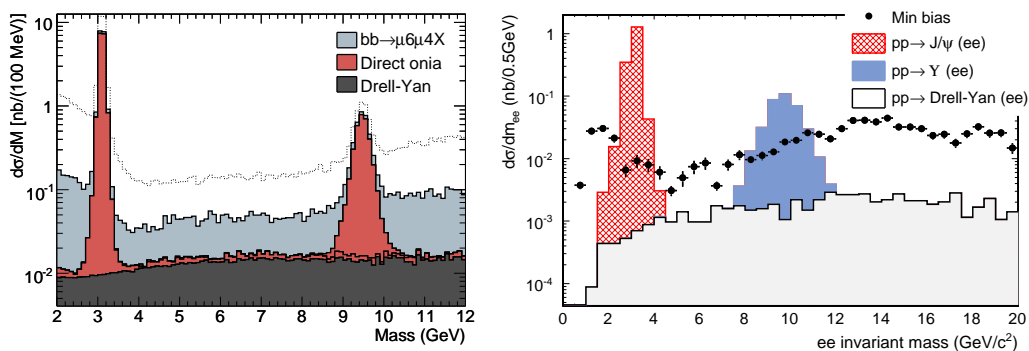 dσ/dM [nb/(100 MeV)]
10
1
10⁻¹
10⁻²
bb→μ6μ4X
Direct onia
Drell-Yan
2 3 4 5 6 7 8 9 10 11 12
Mass (GeV)
dσ/dmₑₑ (nb/0.5GeV)
1
10⁻¹
10⁻²
10⁻³
10⁻⁴
Min bias
pp→ J/ψ (ee)
pp→ ϒ (ee)
pp→ Drell-Yan (ee)
0 2 4 6 8 10 12 14 16 18 20
ee invariant mass (GeV/c²)